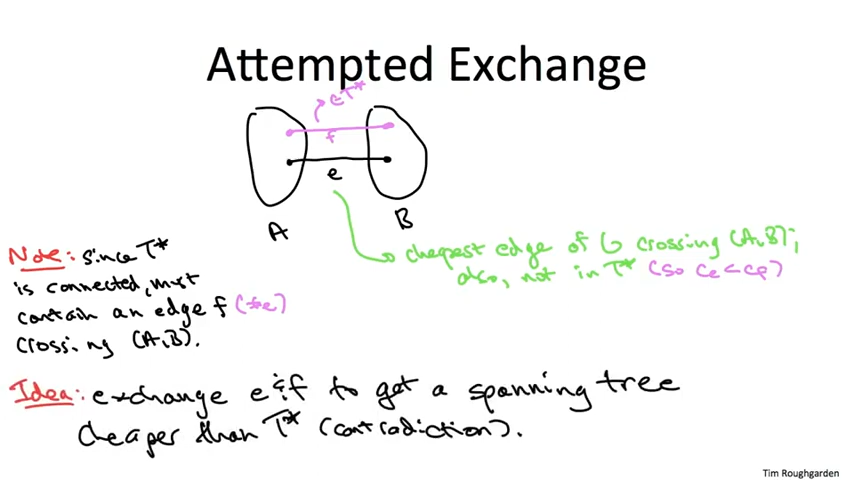 Attempted Exchange
∈T*
f
e
A
B
cheapest edge of G crossing (A,B);
also, not in T* (so ce < cf)
Note: since T*
is connected, must
contain an edge f (≠e)
crossing (A,B).
Idea: exchange e & f to get a spanning tree
cheaper than T* (contradiction).
Tim Roughgarden